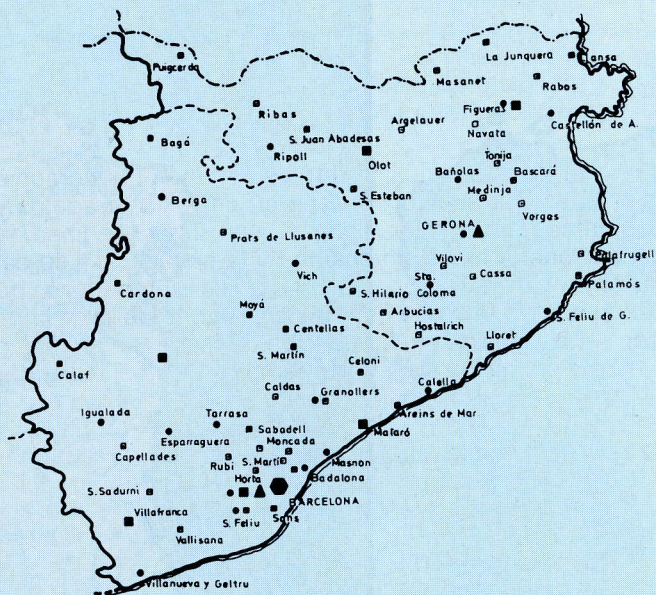 La Junquera
Lansa
Puigcerda
Masanet
Rabos
Ribas
Figueras
Argelauer
Castellón de A.
Navata
S. Juan Abadesas
Bagá
Ripoll
Olot
Tonija
Bañolas
Bascará
Medinja
S. Esteban
Berga
Vorges
GERONA
Prats de Llusanes
Palafrugell
Vilovi
Vich
Sta.
Coloma
Cassa
Palamós
Cardona
S. Hilario
Arbucias
Moyá
S. Feliu de G.
Hostalrich
Centellas
Lloret
S. Martín
Celoni
Calaf
Calella
Caldas
Granollers
Areins de Mar
Igualada
Tarrasa
Mataró
Esparraguera
Sabadell
Moncada
Capellades
Rubi
S. Martí
Masnon
Horta
Badalona
S. Sadurni
BARCELONA
Villafranca
S. Feliu
Sans
Vallisana
Villanueva y Geltru